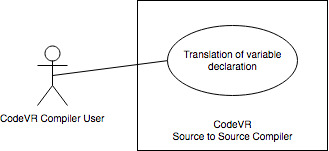 Translation of variable
declaration
CodeVR Compiler User
CodeVR
Source to Source Compiler